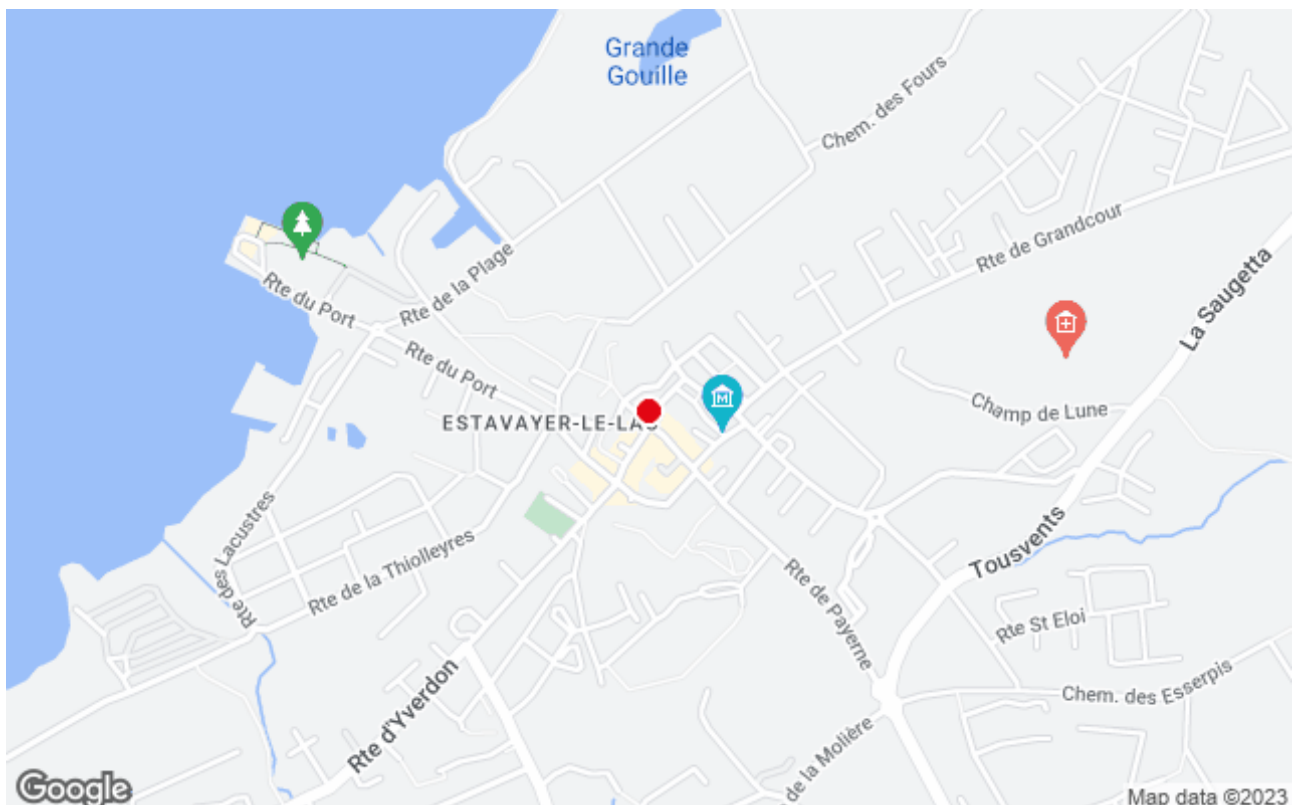 Grande
Gouille
Chem. des Fours
Rte de Grandcour
Rte de la Plage
La Saugetta
Rte du Port
Rte du Port
M
Champ de Lune
ESTAVAYER-LE-LAC
Rte des Lacustres
Tousvents
Rte de la Thiolleyres
Rte de Payerne
Rte St Eloi
Rte d'Yverdon
Chem. des Esserpis
de la Molière
Google
Map data ©2023